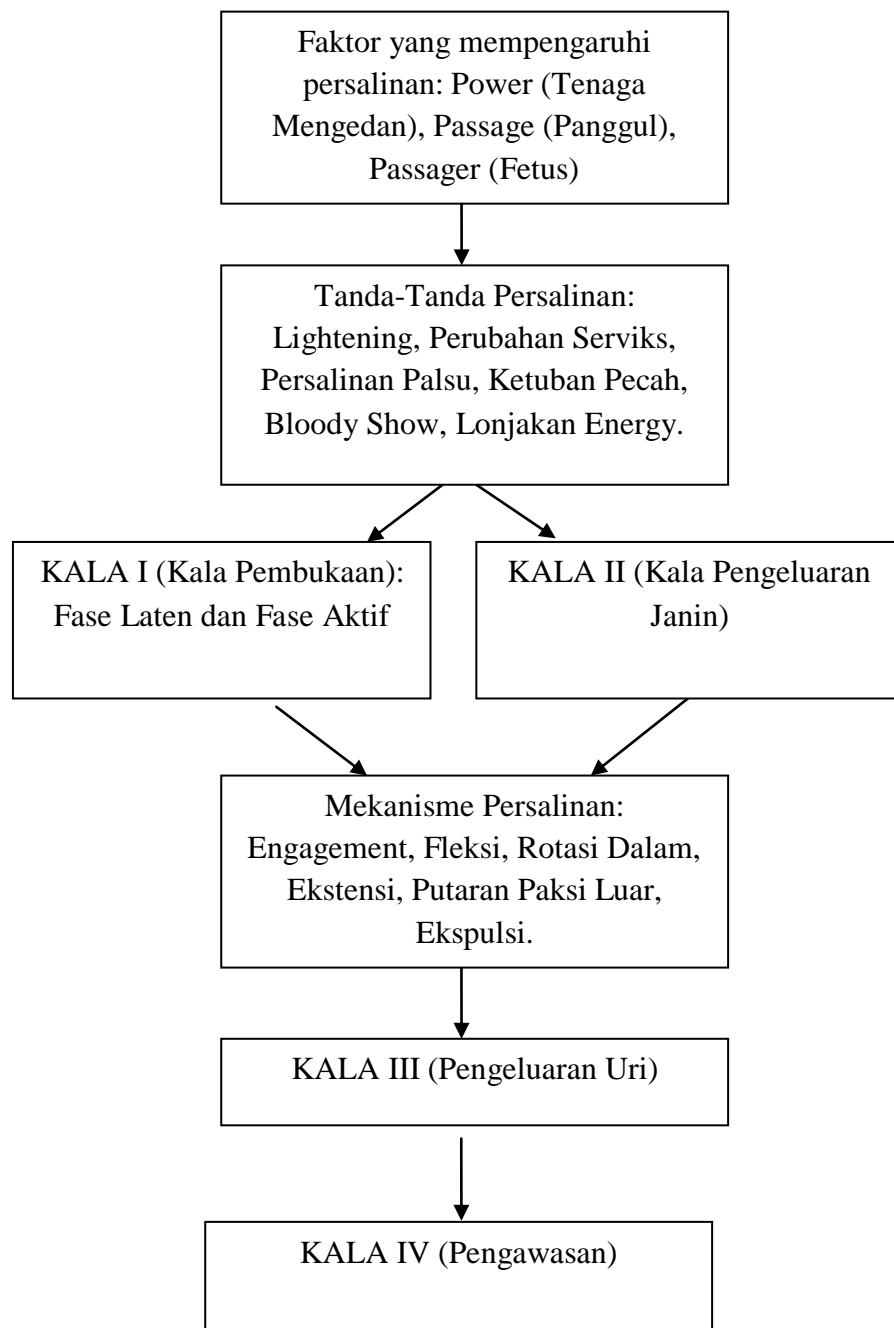 Faktor yang mempengaruhi
persalinan: Power (Tenaga
Mengedan), Passage (Panggul),
Passager (Fetus)
Tanda-Tanda Persalinan:
Lightening, Perubahan Serviks,
Persalinan Palsu, Ketuban Pecah,
Bloody Show, Lonjakan Energy.
KALA I (Kala Pembukaan):
Fase Laten dan Fase Aktif
KALA II (Kala Pengeluaran
Janin)
Mekanisme Persalinan:
Engagement, Fleksi, Rotasi Dalam,
Ekstensi, Putaran Paksi Luar,
Ekspulsi.
KALA III (Pengeluaran Uri)
KALA IV (Pengawasan)